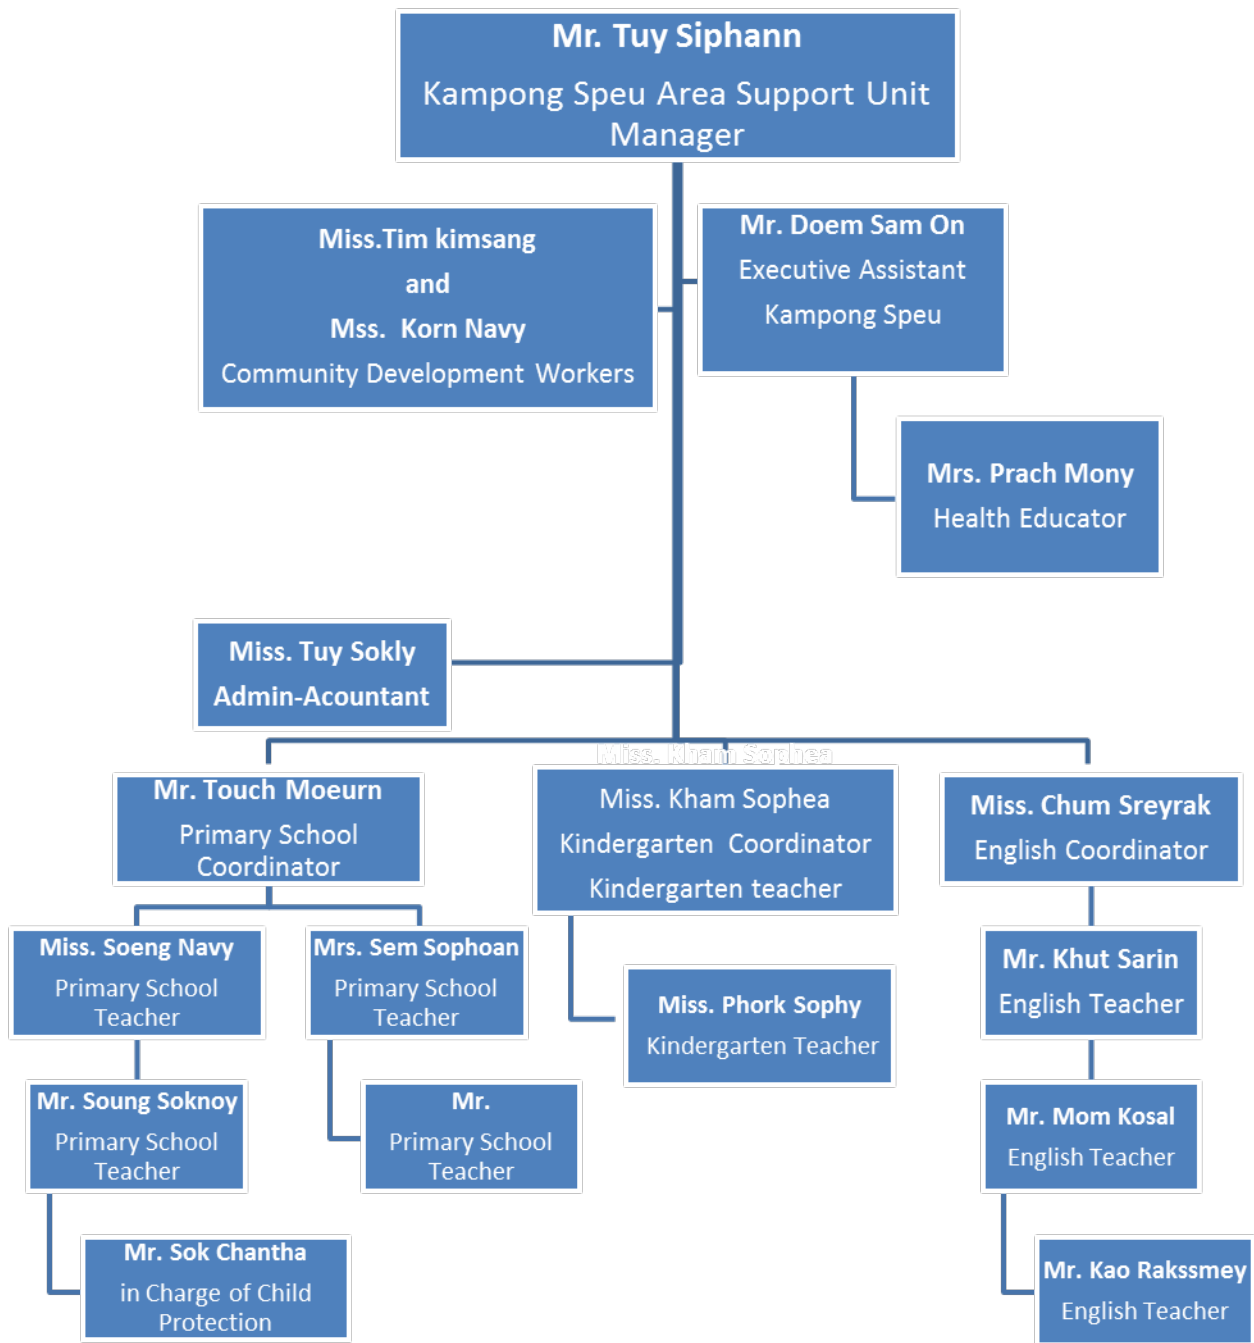 Mr. Tuy Siphann
Kampong Speu Area Support Unit
Manager
Miss.Tim kimsang
and
Mss. Korn Navy
Community Development Workers
Mr. Doem Sam On
Executive Assistant
Kampong Speu
Mrs. Prach Mony
Health Educator
Miss. Tuy Sokly
Admin-Acountant
Mr. Touch Moeurn
Primary School
Coordinator
Miss. Kham Sophea
Miss. Kham Sophea
Kindergarten Coordinator
Kindergarten teacher
Miss. Chum Sreyrak
English Coordinator
Miss. Soeng Navy
Primary School
Teacher
Mrs. Sem Sophoan
Primary School
Teacher
Miss. Phork Sophy
Kindergarten Teacher
Mr. Khut Sarin
English Teacher
Mr. Soung Soknoy
Primary School
Teacher
Mr.
Primary School
Teacher
Mr. Mom Kosal
English Teacher
Mr. Sok Chantha
in Charge of Child
Protection
Mr. Kao Rakssmey
English Teacher